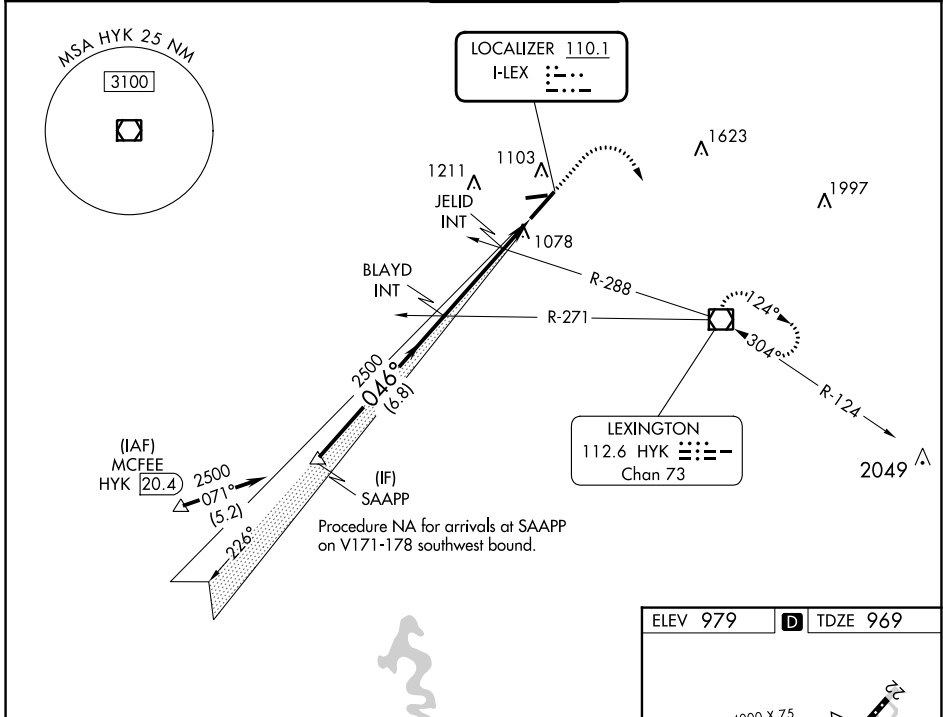 MSA HYK 25 NM
3100
LOCALIZER 110.1
I-LEX
1623
1103
1211
1997
JELID
INT
1078
BLAYD
INT
R-288
R-271
124°
304°
R-124
2500
046°
(6.8)
LEXINGTON
112.6 HYK
Chan 73
2049
(IAF)
MCFEE
HYK 20.4
2500
071°
(5.2)
(IF)
SAAPP
Procedure NA for arrivals at SAAPP
on V171-178 southwest bound.
226°
ELEV 979 D TDZE 969
22